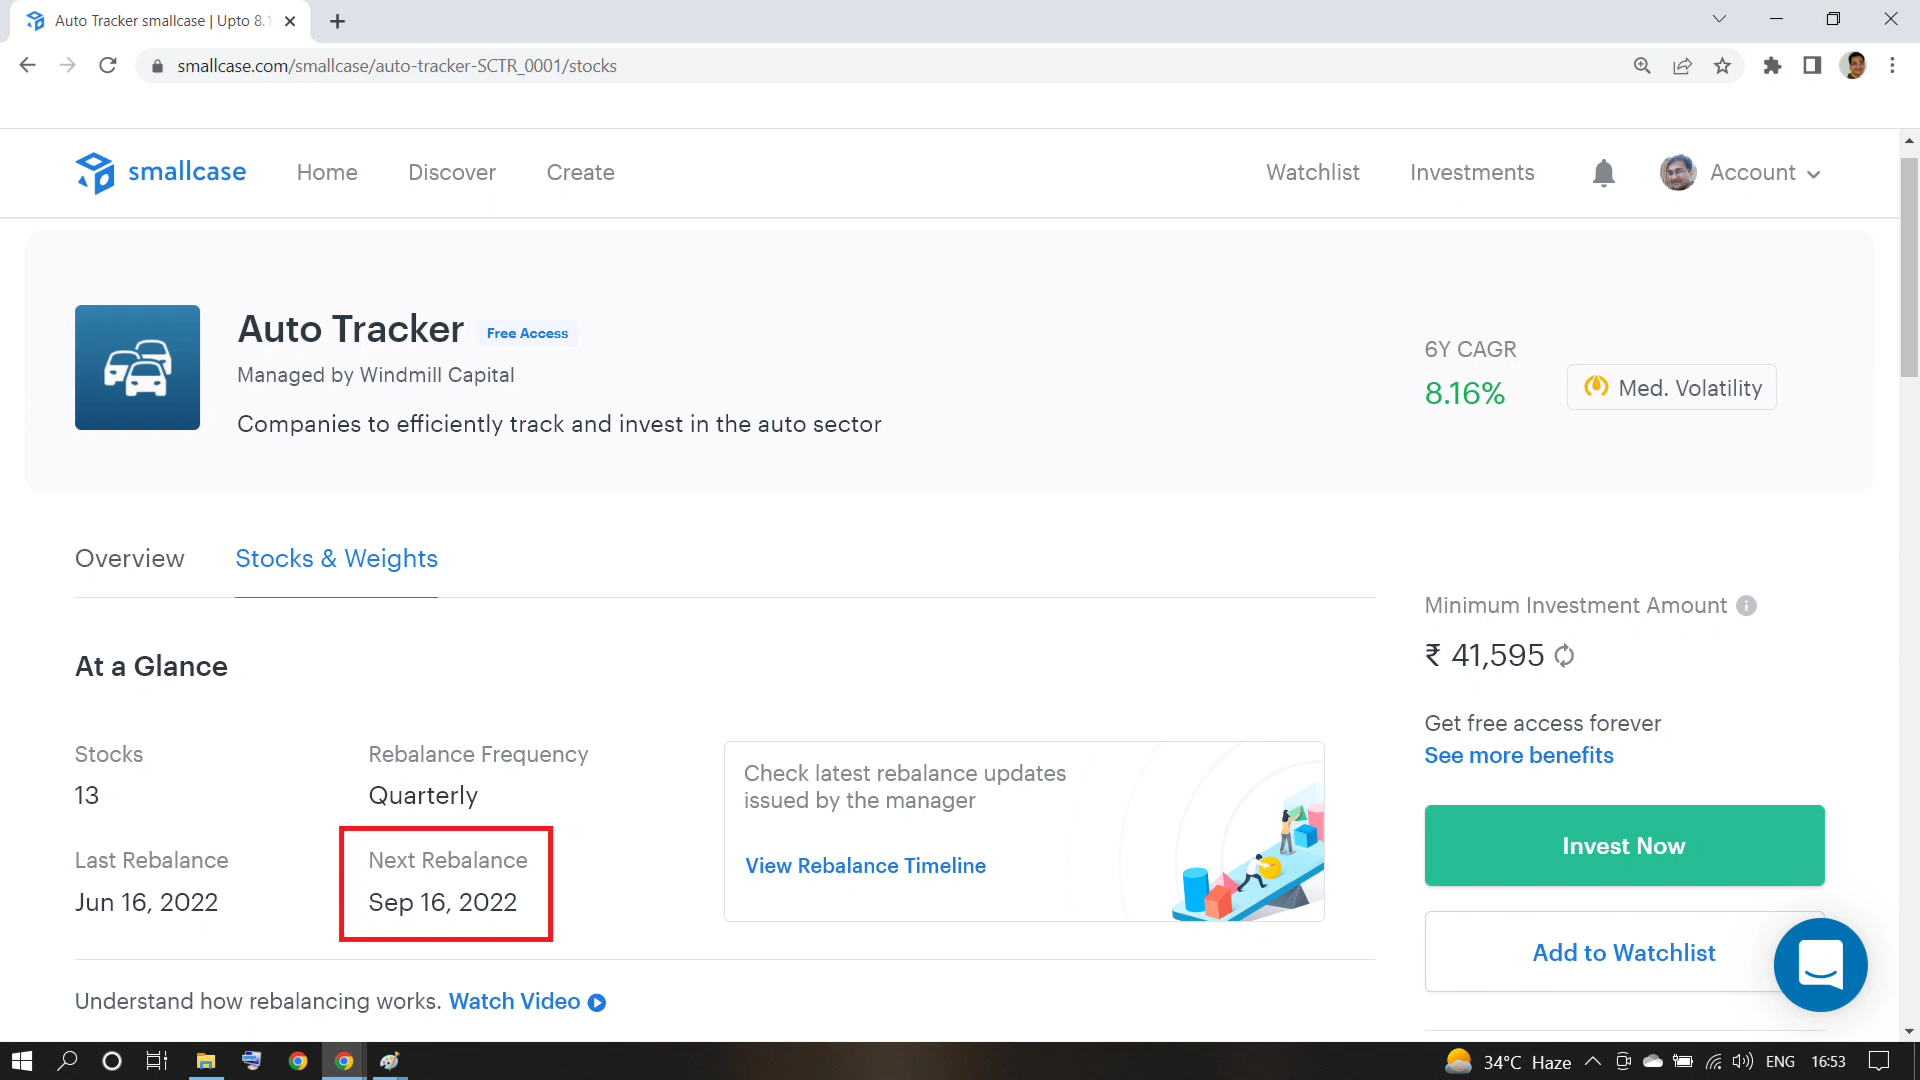 Auto Tracker smallcase | Upto 8.1
smallcase.com/smallcase/auto-tracker-SCTR_0001/stocks
smallcase Home Discover Create Watchlist Investments Account
Auto Tracker Free Access
Managed by Windmill Capital
Companies to efficiently track and invest in the auto sector
6Y CAGR
8.16%
Med. Volatility
Overview Stocks & Weights
At a Glance
Stocks
13
Rebalance Frequency
Quarterly
Last Rebalance
Jun 16, 2022
Next Rebalance
Sep 16, 2022
Check latest rebalance updates
issued by the manager
View Rebalance Timeline
Understand how rebalancing works. Watch Video
Minimum Investment Amount
₹ 41,595
Get free access forever
See more benefits
Invest Now
Add to Watchlist
34°C Haze ENG 16:53